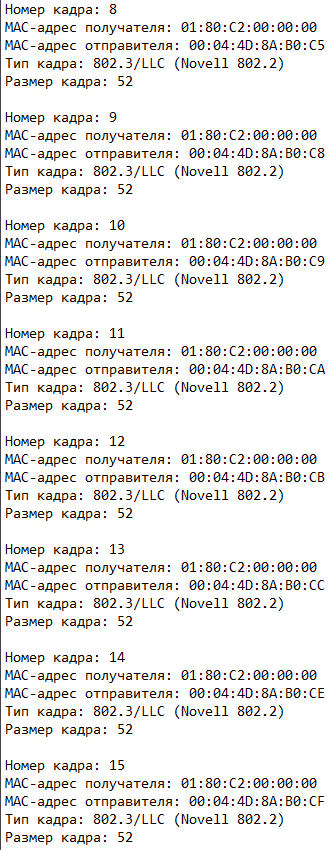 Номер кадра: 8
MAC-адрес получателя: 01:80:C2:00:00:00
MAC-адрес отправителя: 00:04:4D:8A:B0:C5
Тип кадра: 802.3/LLC (Novell 802.2)
Размер кадра: 52
Номер кадра: 9
MAC-адрес получателя: 01:80:C2:00:00:00
MAC-адрес отправителя: 00:04:4D:8A:B0:C8
Тип кадра: 802.3/LLC (Novell 802.2)
Размер кадра: 52
Номер кадра: 10
MAC-адрес получателя: 01:80:C2:00:00:00
MAC-адрес отправителя: 00:04:4D:8A:B0:C9
Тип кадра: 802.3/LLC (Novell 802.2)
Размер кадра: 52
Номер кадра: 11
MAC-адрес получателя: 01:80:C2:00:00:00
MAC-адрес отправителя: 00:04:4D:8A:B0:CA
Тип кадра: 802.3/LLC (Novell 802.2)
Размер кадра: 52
Номер кадра: 12
MAC-адрес получателя: 01:80:C2:00:00:00
MAC-адрес отправителя: 00:04:4D:8A:B0:CB
Тип кадра: 802.3/LLC (Novell 802.2)
Размер кадра: 52
Номер кадра: 13
MAC-адрес получателя: 01:80:C2:00:00:00
MAC-адрес отправителя: 00:04:4D:8A:B0:CC
Тип кадра: 802.3/LLC (Novell 802.2)
Размер кадра: 52
Номер кадра: 14
MAC-адрес получателя: 01:80:C2:00:00:00
MAC-адрес отправителя: 00:04:4D:8A:B0:CE
Тип кадра: 802.3/LLC (Novell 802.2)
Размер кадра: 52
Номер кадра: 15
MAC-адрес получателя: 01:80:C2:00:00:00
MAC-адрес отправителя: 00:04:4D:8A:B0:CF
Тип кадра: 802.3/LLC (Novell 802.2)
Размер кадра: 52